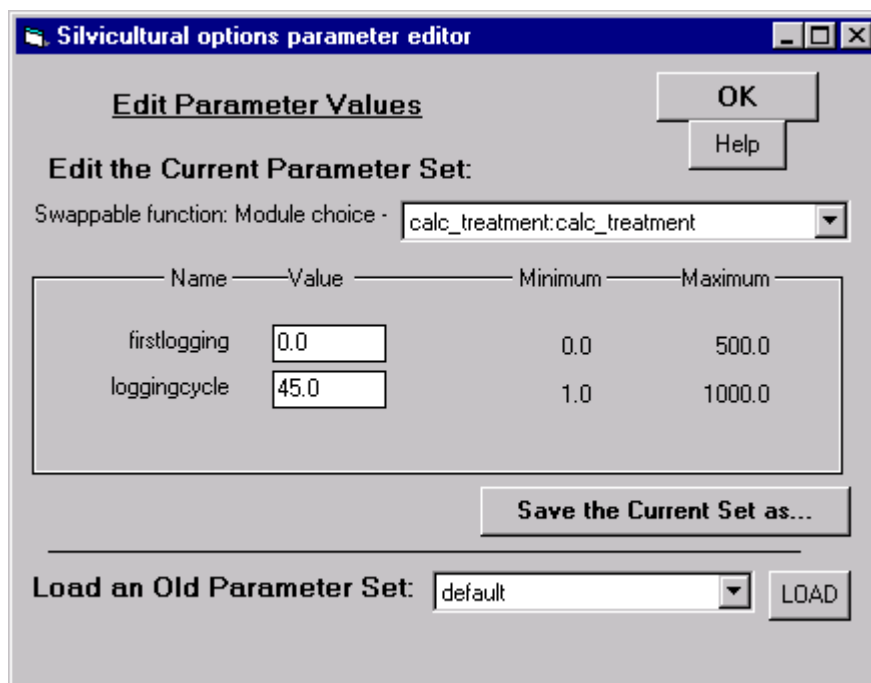 Silvicultural options parameter editor
Edit Parameter Values
OK
Help
Edit the Current Parameter Set:
Swappable function: Module choice - calc_treatment:calc_treatment
Name Value Minimum Maximum
firstlogging 0.0 0.0 500.0
loggingcycle 45.0 1.0 1000.0
Save the Current Set as...
Load an Old Parameter Set: default LOAD